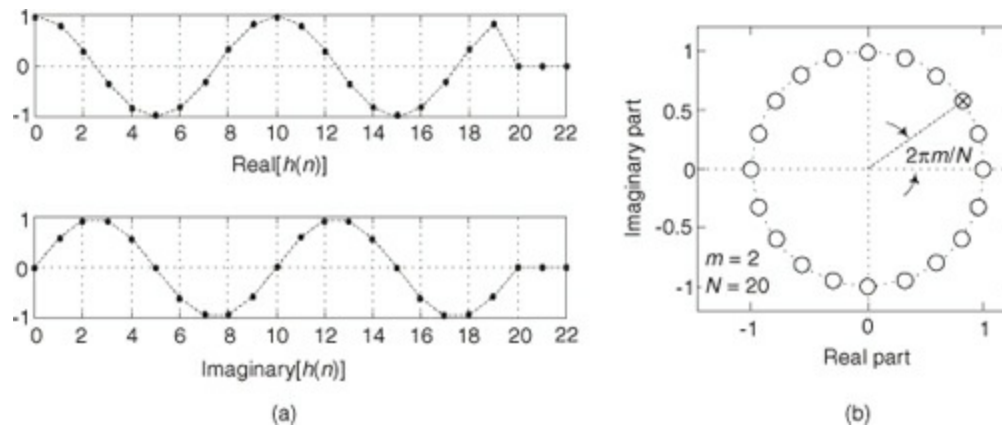 1
0
-1
0 2 4 6 8 10 12 14 16 18 20 22
Real[h(n)]
1
0
-1
0 2 4 6 8 10 12 14 16 18 20 22
Imaginary[h(n)]
(a)
Imaginary part
1
0.5
0
-0.5
-1
2πm/N
m = 2
N = 20
-1 0 1
Real part
(b)